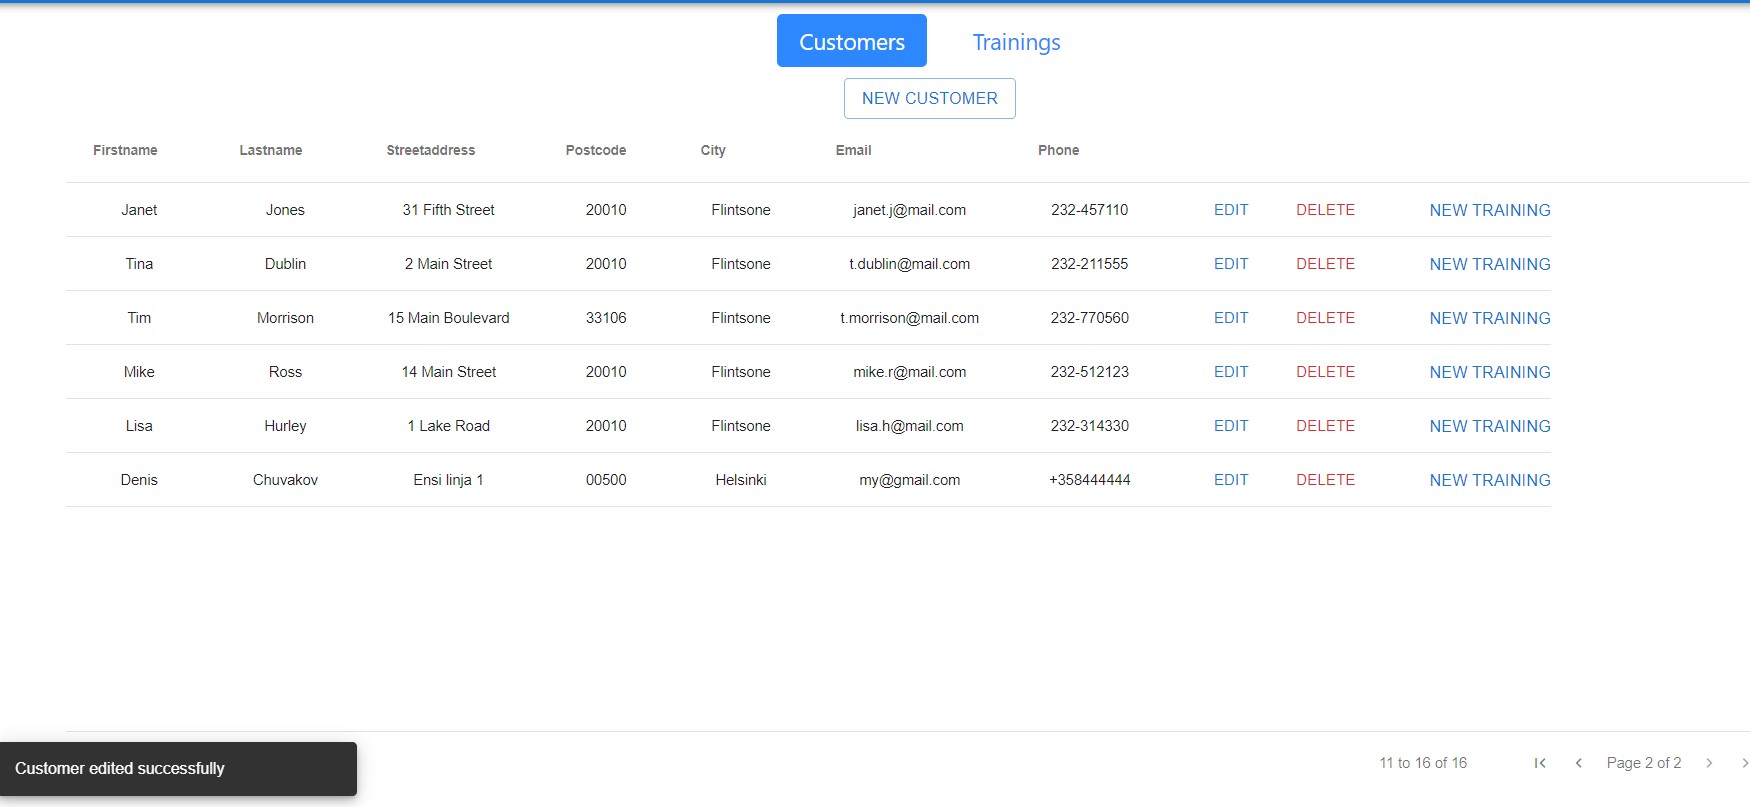 Customers Trainings
NEW CUSTOMER
Firstname Lastname Streetaddress Postcode City Email Phone
Janet Jones 31 Fifth Street 20010 Flintsone janet.j@mail.com 232-457110 EDIT DELETE NEW TRAINING
Tina Dublin 2 Main Street 20010 Flintsone t.dublin@mail.com 232-211555 EDIT DELETE NEW TRAINING
Tim Morrison 15 Main Boulevard 33106 Flintsone t.morrison@mail.com 232-770560 EDIT DELETE NEW TRAINING
Mike Ross 14 Main Street 20010 Flintsone mike.r@mail.com 232-512123 EDIT DELETE NEW TRAINING
Lisa Hurley 1 Lake Road 20010 Flintsone lisa.h@mail.com 232-314330 EDIT DELETE NEW TRAINING
Denis Chuvakov Ensi linja 1 00500 Helsinki my@gmail.com +358444444 EDIT DELETE NEW TRAINING
11 to 16 of 16 Page 2 of 2
Customer edited successfully